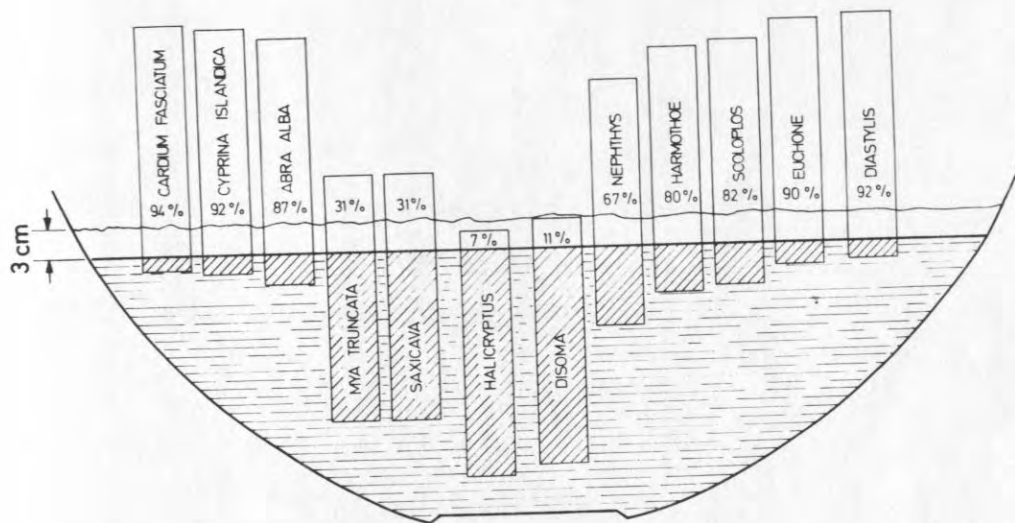 CARDIUM FASCIATUM
94 %
CYPRINA ISLANDICA
92 %
ABRA ALBA
87 %
MYA TRUNCATA
31 %
SAXICAVA
31 %
HALICRYPTUS
7 %
DISOMA
11 %
NEPHTHYS
67 %
HARMOTHOE
80 %
SCOLOPLOS
82 %
EUCHONE
90 %
DIASTYLIS
92 %
3 cm